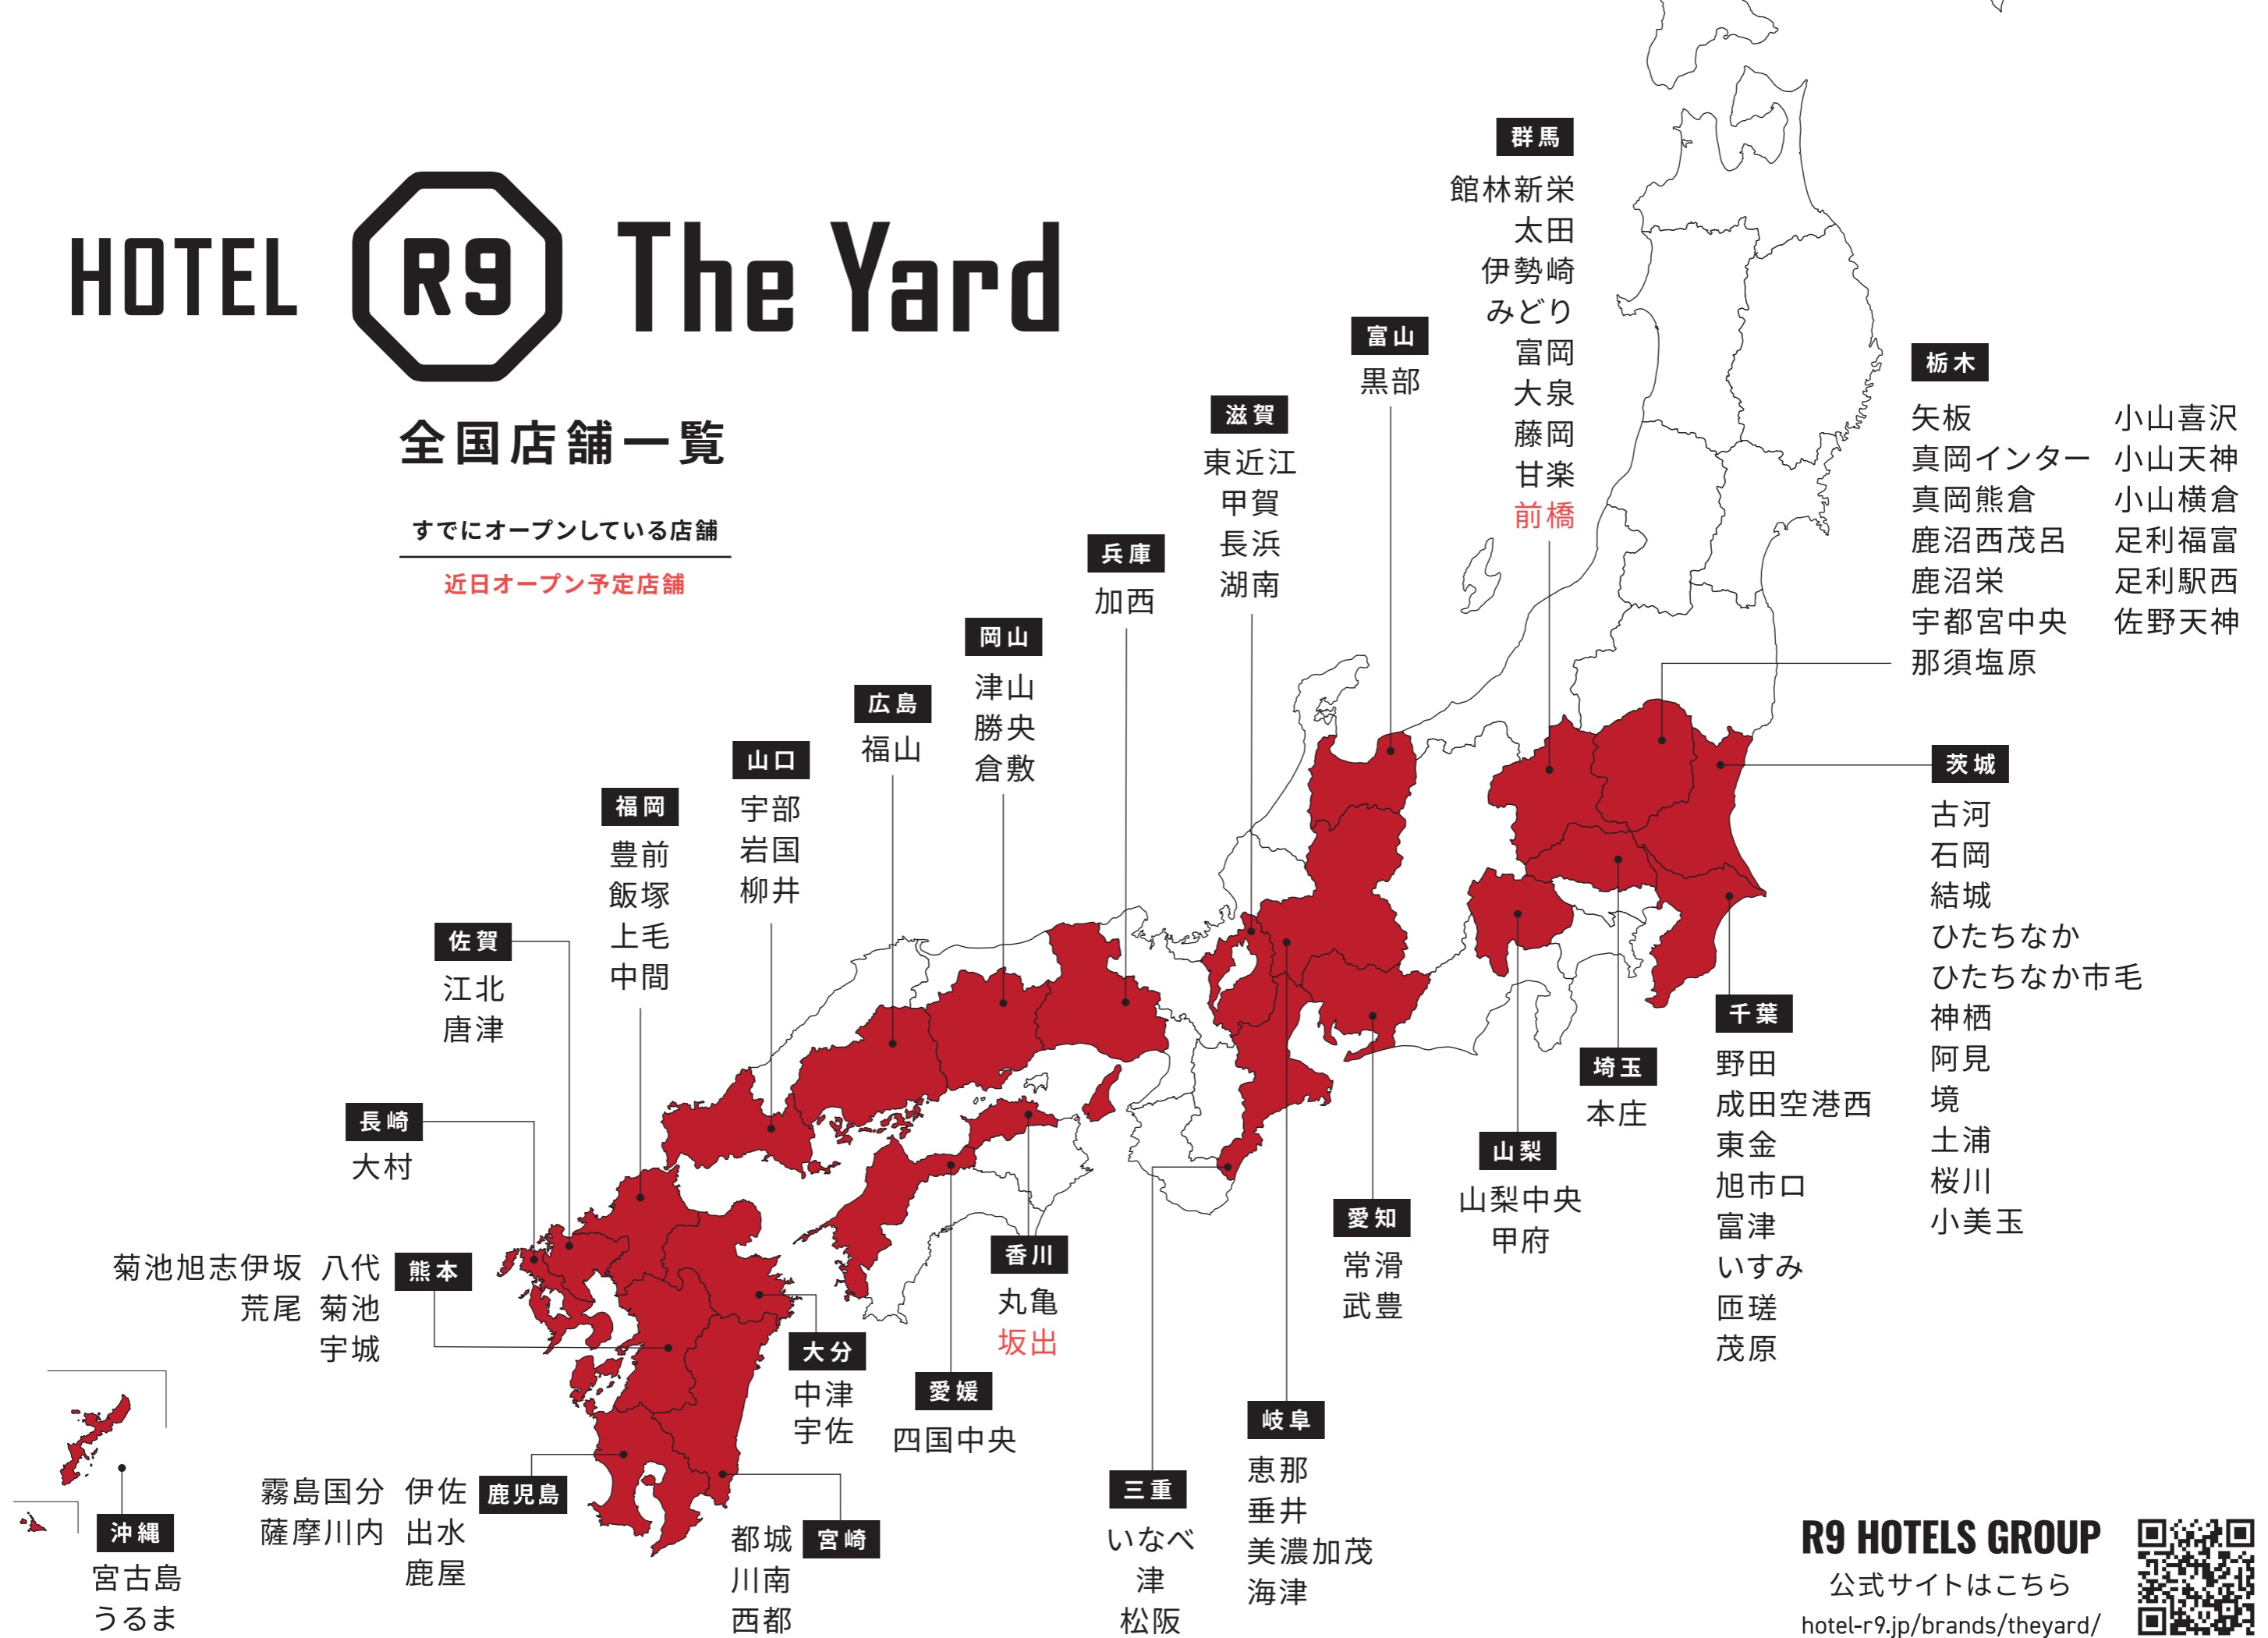 HOTEL R9 The Yard
全国店舗一覧
すでにオープンしている店舗
近日オープン予定店舗
群馬
館林新栄
太田
伊勢崎
みどり
富岡
大泉
藤岡
甘楽
前橋
富山
黒部
栃木
矢板 小山喜沢
真岡インター 小山天神
真岡熊倉 小山横倉
鹿沼西茂呂 足利福富
鹿沼栄 足利駅西
宇都宮中央 佐野天神
那須塩原
滋賀
東近江
甲賀
長浜
湖南
兵庫
加西
岡山
津山
勝央
倉敷
広島
福山
山口
宇部
岩国
柳井
福岡
豊前
飯塚
上毛
中間
佐賀
江北
唐津
長崎
大村
熊本
菊池旭志伊坂 八代
荒尾 菊池
宇城
大分
中津
宇佐
鹿児島
霧島国分 伊佐
薩摩川内 出水
鹿屋
宮崎
都城
川南
西都
沖縄
宮古島
うるま
香川
丸亀
坂出
愛媛
四国中央
三重
いなべ
津
松阪
岐阜
恵那
垂井
美濃加茂
海津
愛知
常滑
武豊
山梨
山梨中央
甲府
埼玉
本庄
千葉
野田
成田空港西
東金
旭市口
富津
いすみ
匝瑳
茂原
茨城
古河
石岡
結城
ひたちなか
ひたちなか市毛
神栖
阿見
境
土浦
桜川
小美玉
R9 HOTELS GROUP
公式サイトはこちら
hotel-r9.jp/brands/theyard/